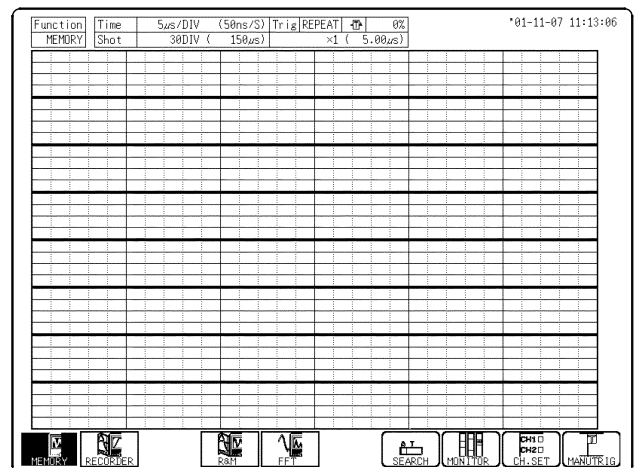 Function Time 5µs/DIV (50ns/S) Trig REPEAT 0% '01-11-07 11:13:06
MEMORY Shot 30DIV ( 150µs) ×1 ( 5.00µs)
CH1
A T CH2
MEMORY RECORDER R&M FFT SEARCH MONITOR CH.SET MANUTRIG